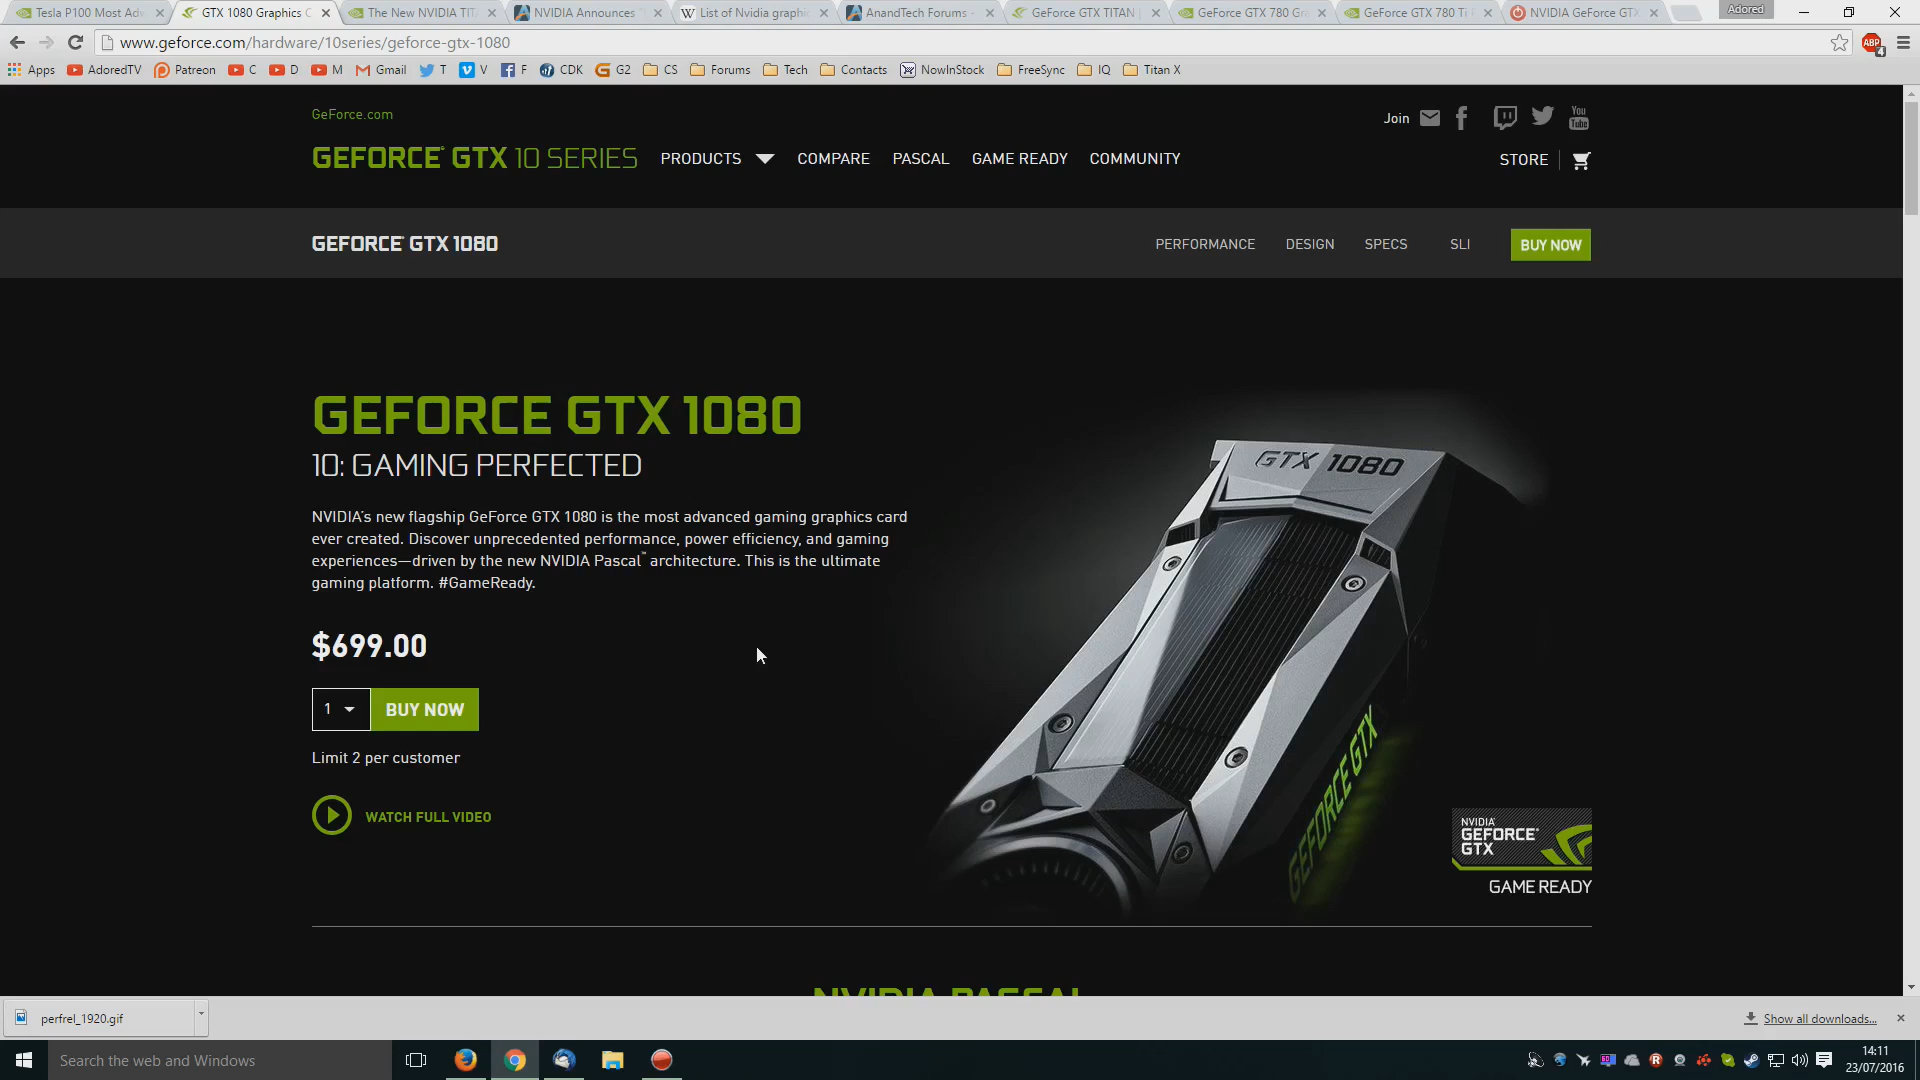 Tesla P100 Most Ad
GTX 1080 Graphics C
The New NVIDIA TIT
NVIDIA Announces
List of Nvidia graphi
AnandTech Forums -
GeForce GTX TITAN |
GeForce GTX 780 Gr
GeForce GTX 780 Ti
NVIDIA GeForce GTX
Adored
www.geforce.com/hardware/10series/geforce-gtx-1080
ABP
4
Apps
AdoredTV
Patreon
C
D
M
Gmail
T
V
F
CDK
G2
CS
Forums
Tech
Contacts
NowInStock
FreeSync
IQ
Titan X
GeForce.com
Join
You
Tube
GEFORCE® GTX 10 SERIES
PRODUCTS
COMPARE
PASCAL
GAME READY
COMMUNITY
STORE
GEFORCE® GTX 1080
PERFORMANCE
DESIGN
SPECS
SLI
BUY NOW
GEFORCE GTX 1080
10: GAMING PERFECTED
NVIDIA's new flagship GeForce GTX 1080 is the most advanced gaming graphics card
ever created. Discover unprecedented performance, power efficiency, and gaming
experiences—driven by the new NVIDIA Pascal™ architecture. This is the ultimate
gaming platform. #GameReady.
$699.00
1
BUY NOW
Limit 2 per customer
WATCH FULL VIDEO
GTX 1080
GEFORCE GTX
NVIDIA®
GEFORCE®
GTX
GAME READY
NVIDIA PASCAL
perfrel_1920.gif
Show all downloads...
Search the web and Windows
14:11
23/07/2016